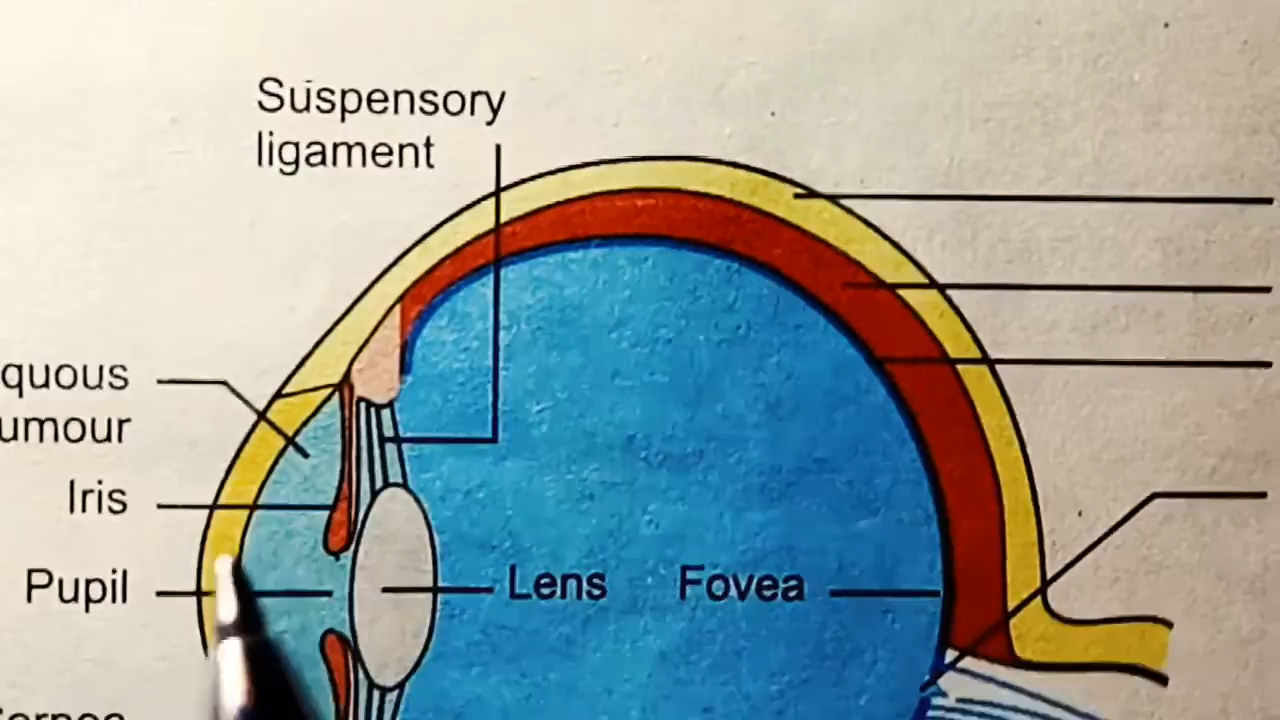 Suspensory
ligament
quous
umour
Iris
Pupil
Lens
Fovea